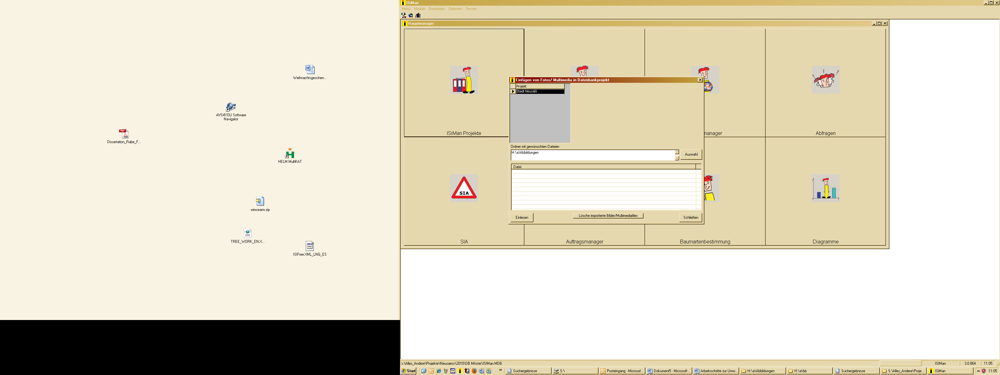 Weihnachtsgeschen...
AVS4YOU Software
Navigator
Dissertation_Rabe_F...
HELM MultiKAT
wincearm.zip
TREE_WORK_EN.X...
ISIFree.XML_LNG_ES
ISiMan
Menü Module Bearbeiten Optionen Fenster
Hauptmanager
ISiMan Projekte
manager
Abfragen
SIA
SIA
Auftragsmanager
Baumartenbestimmung
Diagramme
Einfügen von Fotos/ Multimedia in Datenbankprojekt
Projekt
Stadt Neusäß
Ordner mit gewünschten Dateien
H:\a\Abbildungen
Auswahl
Datei
Einlesen
Lösche importierte Bilder/Multimediafiles
Schließen
s:\Alles_Andere\Projekte\Neusaess\2010\DB MAster\ISIMan.MDB
ISIMan
3.0.864
11:05
Start
Suchergebnisse
S:\
Posteingang - Microsof...
Dokument5 - Microsoft ...
Arbeitsschritte zur Umw...
H:\a\Abbildungen
H:\a\bb
Suchergebnisse
S:\Alles_Andere\Proje...
ISiMan
11:05